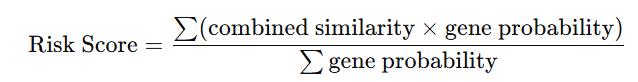 Risk Score = ∑(combined similarity × gene probability) / ∑ gene probability